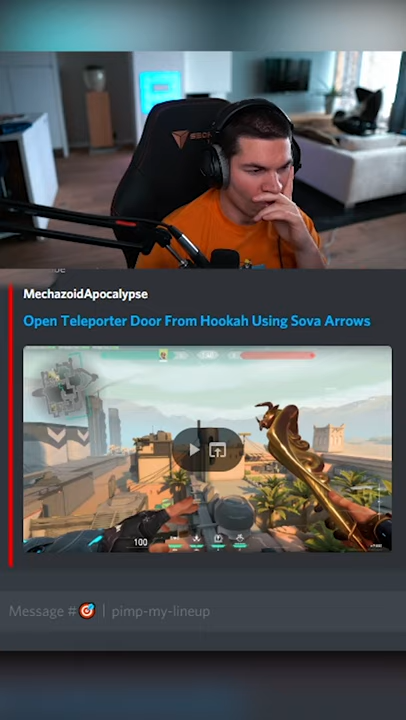 MechazoidApocalypse
Open Teleporter Door From Hookah Using Sova Arrows
100
Message #🎯 | pimp-my-lineup